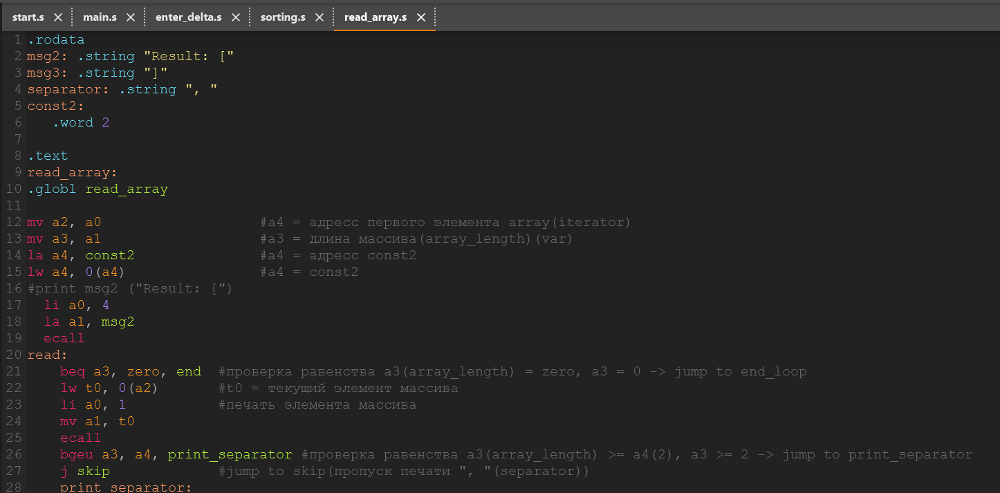 start.s × main.s × enter_delta.s × sorting.s × read_array.s ×
1 .rodata
2 msg2: .string "Result: ["
3 msg3: .string "]"
4 separator: .string ", "
5 const2:
6    .word 2
7
8 .text
9 read_array:
10 .globl read_array
11
12 mv a2, a0                   #a4 = адресс первого элемента array(iterator)
13 mv a3, a1                   #a3 = длина массива(array_length)(var)
14 la a4, const2               #a4 = адресс const2
15 lw a4, 0(a4)                #a4 = const2
16 #print msg2 ("Result: [")
17   li a0, 4
18   la a1, msg2
19   ecall
20 read:
21     beq a3, zero, end  #проверка равенства a3(array_length) = zero, a3 = 0 -> jump to end_loop
22     lw t0, 0(a2)       #t0 = текущий элемент массива
23     li a0, 1           #печать элемента массива
24     mv a1, t0
25     ecall
26     bgeu a3, a4, print_separator #проверка равенства a3(array_length) >= a4(2), a3 >= 2 -> jump to print_separator
27     j skip             #jump to skip(пропуск печати ", "(separator))
28     print_separator: